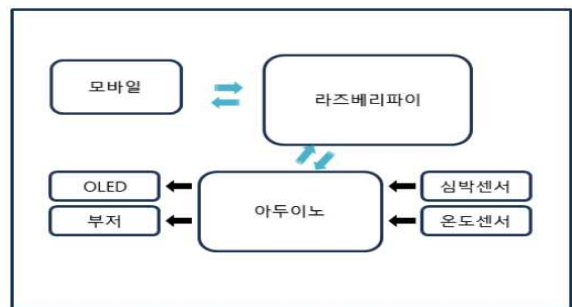 모바일
라즈베리파이
OLED
부저
아두이노
심박센서
온도센서